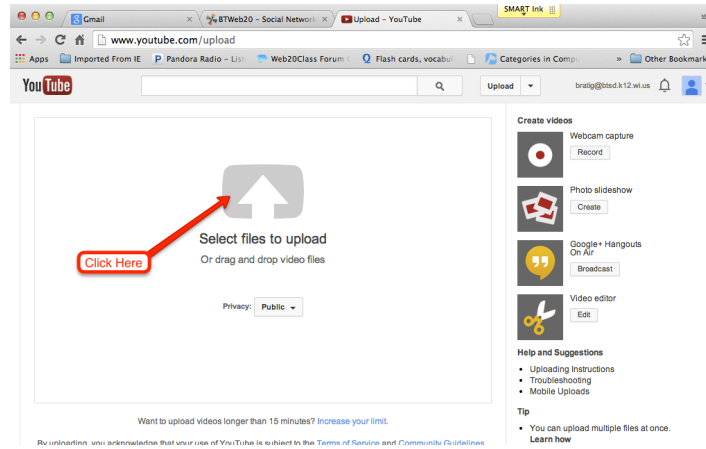 SMART Ink
Gmail
BTWeb20 – Social Network
Upload – YouTube
www.youtube.com/upload
Apps Imported From IE Pandora Radio – List Web20Class Forum Flash cards, vocabul Categories in Comp » Other Bookmark
YouTube
Upload
bratig@btsd.k12.wi.us
Create videos
Webcam capture
Record
Photo slideshow
Create
Google+ Hangouts
On Air
Broadcast
Video editor
Edit
Select files to upload
Click Here
Or drag and drop video files
Privacy: Public
Help and Suggestions
• Uploading Instructions
• Troubleshooting
• Mobile Uploads
Tip
• You can upload multiple files at once.
Learn how
Want to upload videos longer than 15 minutes? Increase your limit.
By uploading, you acknowledge that your use of YouTube is subject to the Terms of Service and Community Guidelines